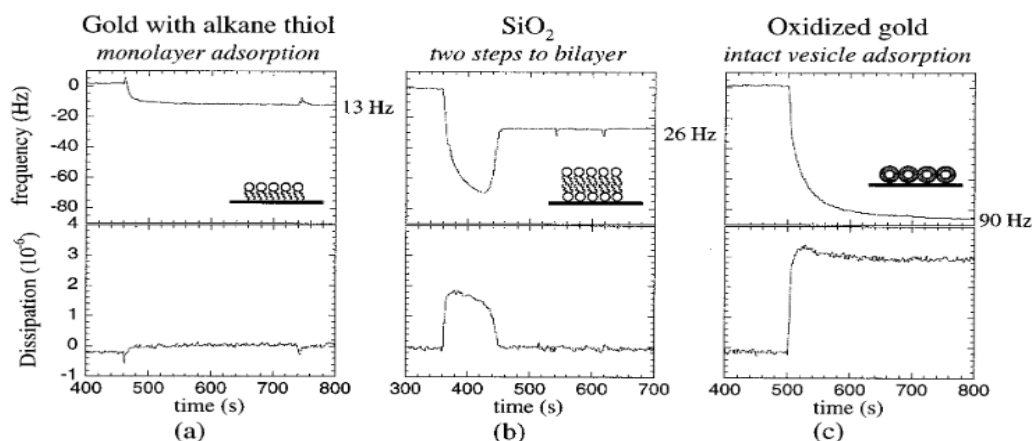 Gold with alkane thiol
monolayer adsorption
SiO₂
two steps to bilayer
Oxidized gold
intact vesicle adsorption
frequency (Hz)
0
-20
-40
-60
-80
13 Hz
26 Hz
90 Hz
Dissipation (10⁻⁶)
4
3
2
1
0
-1
400 500 600 700 800
time (s)
(a)
300 400 500 600 700
time (s)
(b)
400 500 600 700 800
time (s)
(c)